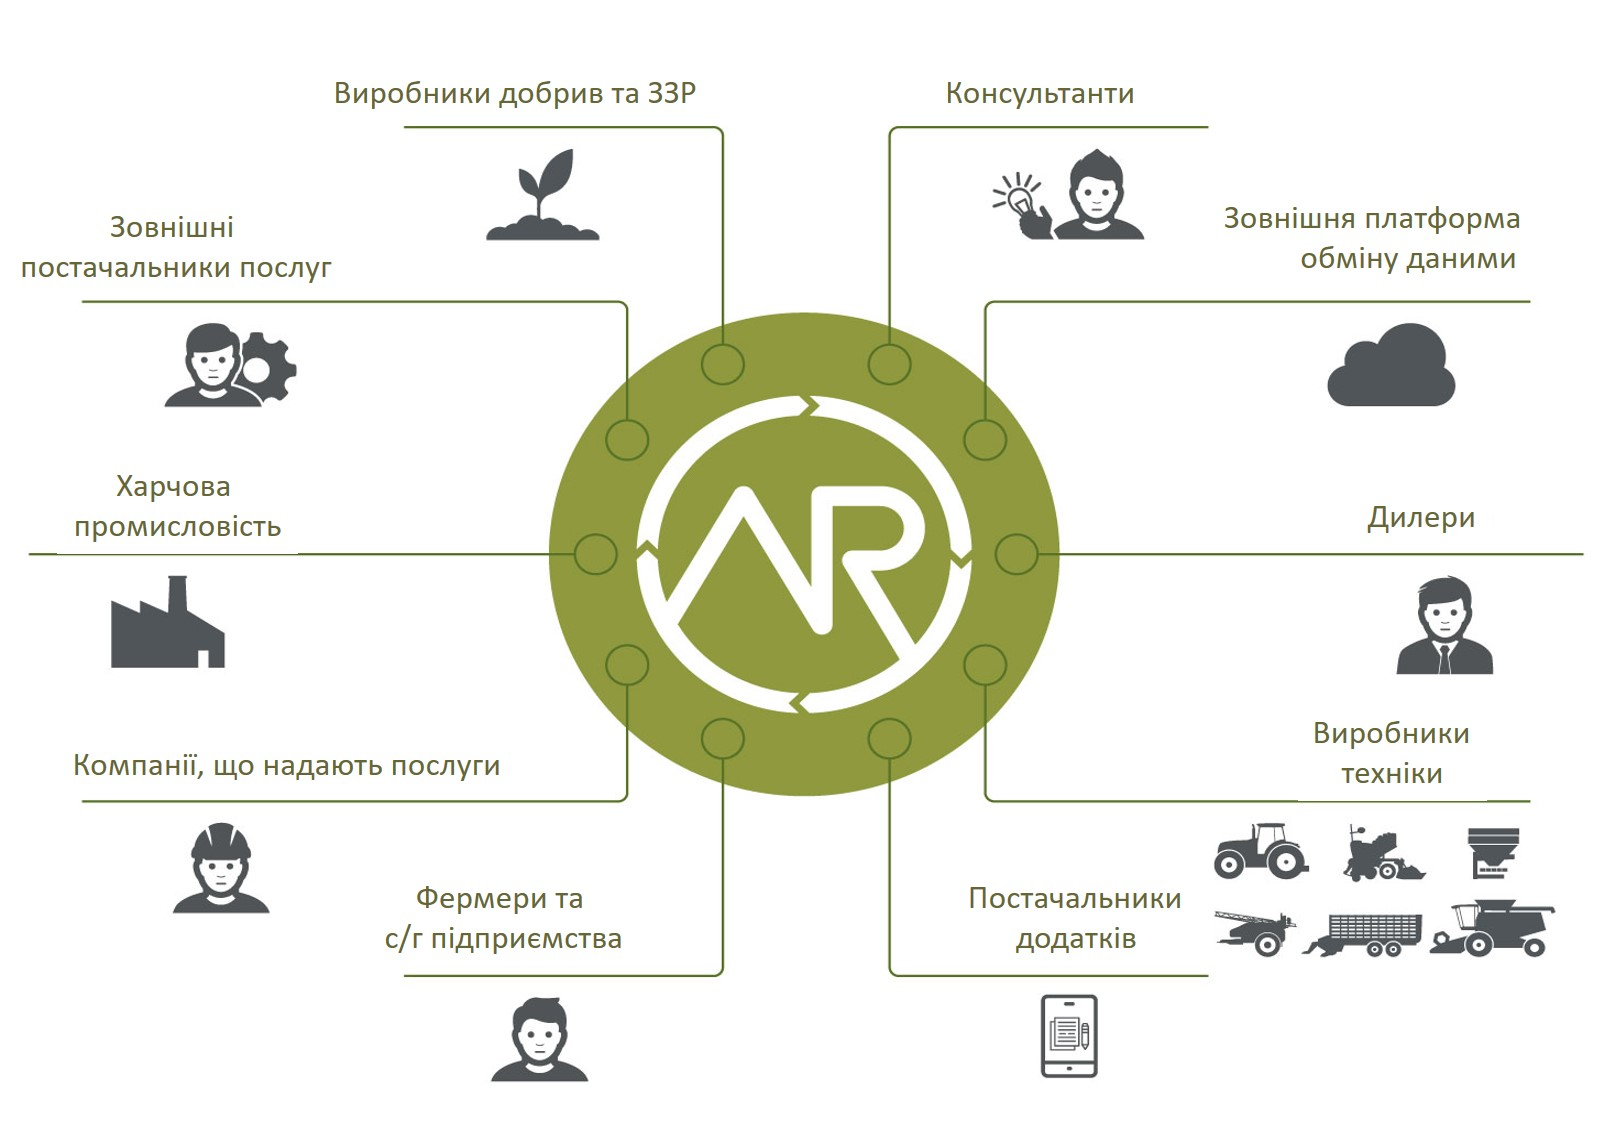 Виробники добрив та ЗЗР
Консультанти
Зовнішні
постачальники послуг
Зовнішня платформа
обміну даними
Харчова
промисловість
AR
Дилери
Компанії, що надають послуги
Виробники
техніки
Фермери та
с/г підприємства
Постачальники
додатків